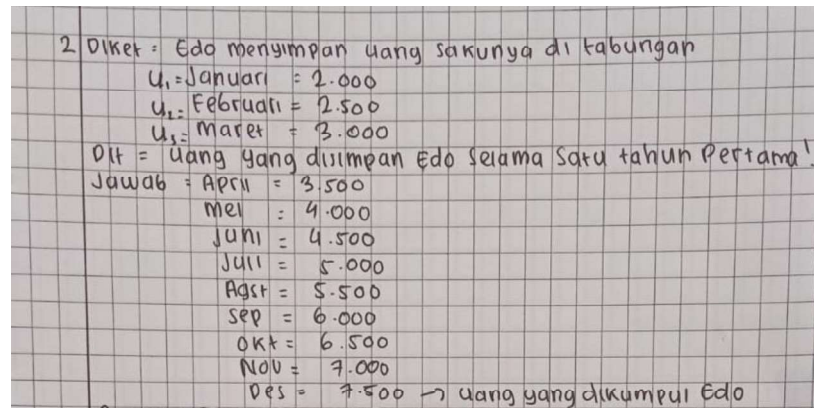 2 Diket = Edo menyimpan uang sakunya di tabungan
U₁ = Januari = 2.000
U₂ = Februari = 2.500
U₃ = Maret = 3.000
Dit = Uang yang disimpan Edo selama satu tahun Pertama!
Jawab = April = 3.500
Mei = 4.000
Juni = 4.500
Juli = 5.000
Agst = 5.500
Sep = 6.000
Okt = 6.500
Nov = 7.000
Des = 7.500 → uang yang dikumpul Edo